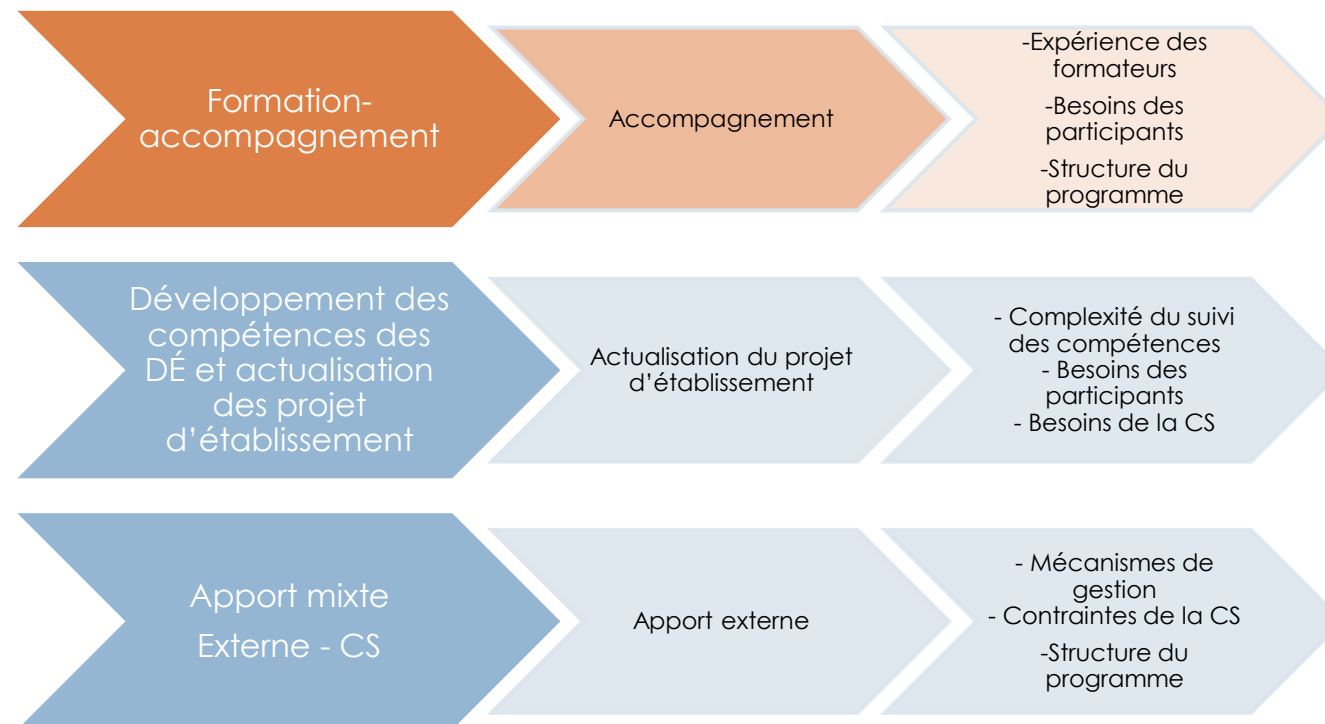 Formation-
accompagnement
Accompagnement
-Expérience des
formateurs
-Besoins des
participants
-Structure du
programme
Développement des
compétences des
DÉ et actualisation
des projet
d’établissement
Actualisation du projet
d’établissement
- Complexité du suivi
des compétences
- Besoins des
participants
- Besoins de la CS
Apport mixte
Externe - CS
Apport externe
- Mécanismes de
gestion
- Contraintes de la CS
-Structure du
programme